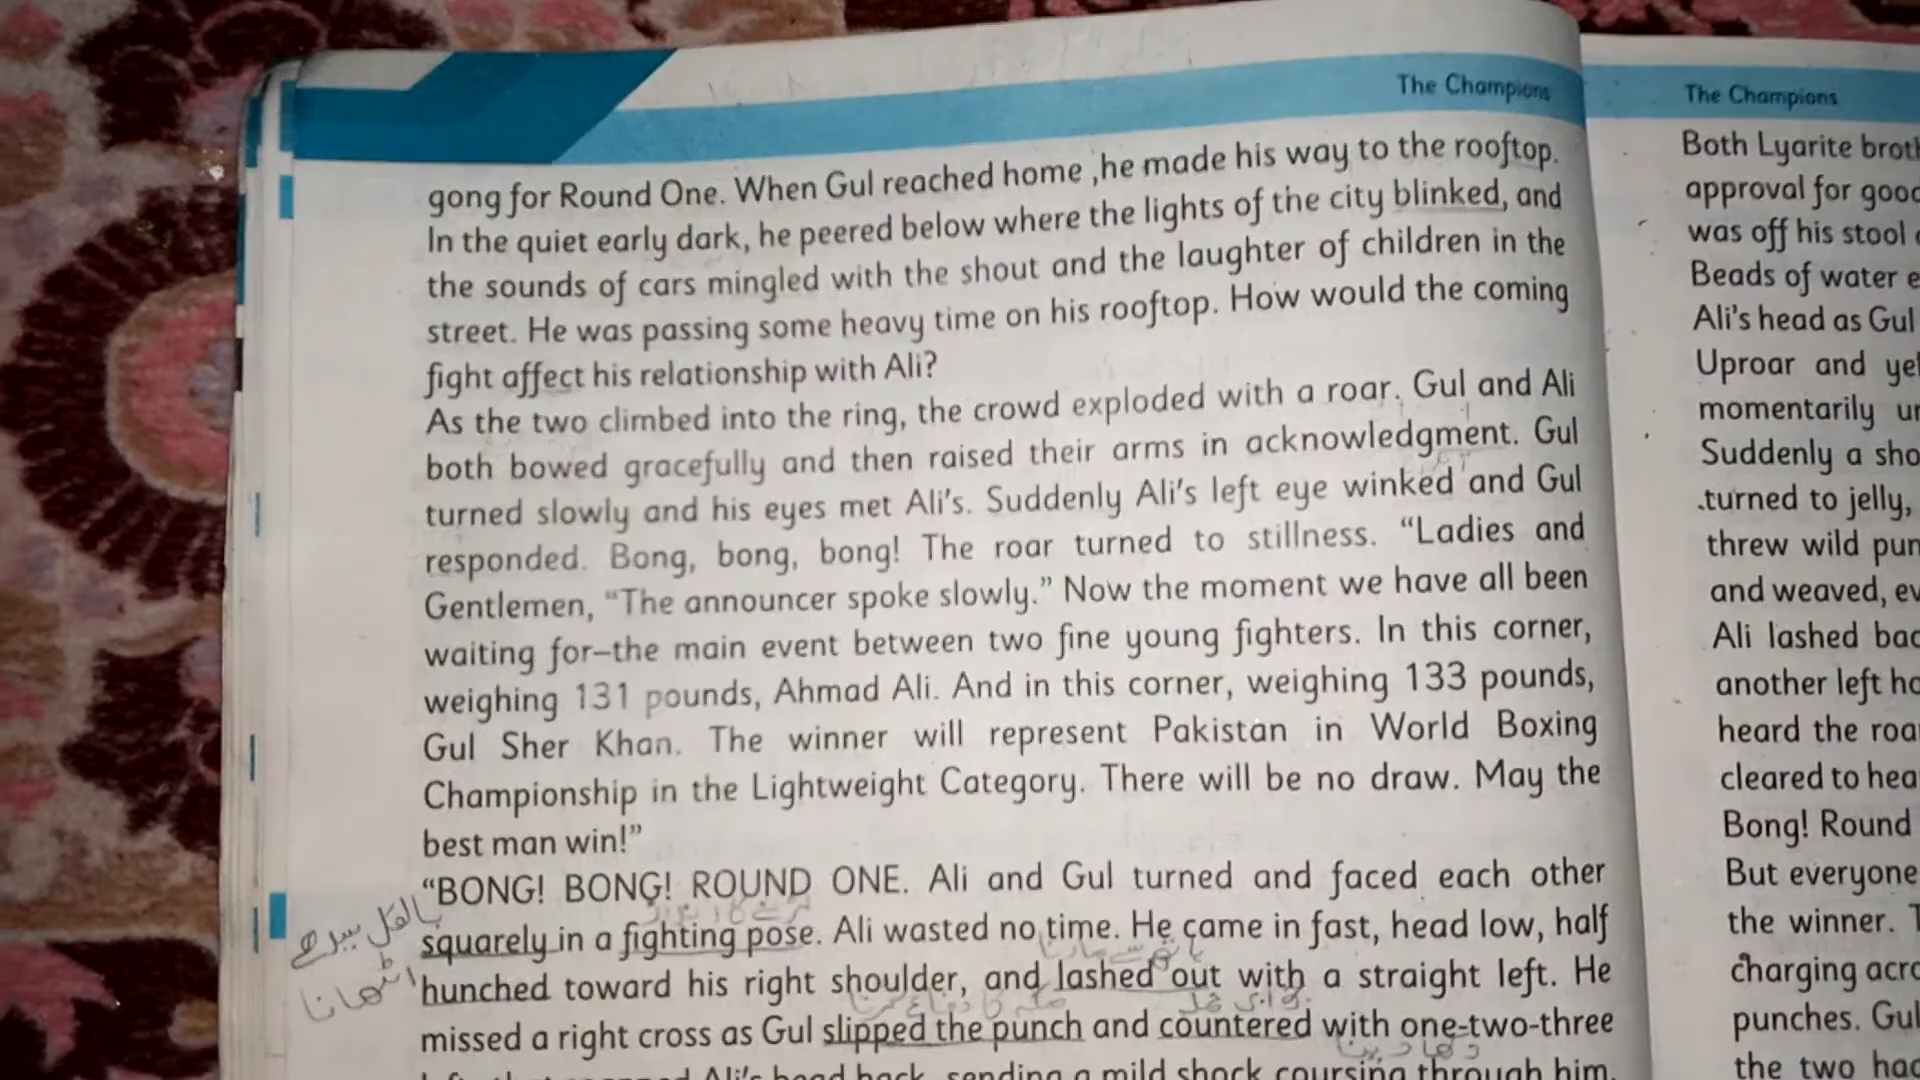 The Champions
gong for Round One. When Gul reached home ,he made his way to the rooftop.
In the quiet early dark, he peered below where the lights of the city blinked, and
the sounds of cars mingled with the shout and the laughter of children in the
street. He was passing some heavy time on his rooftop. How would the coming
fight affect his relationship with Ali?
As the two climbed into the ring, the crowd exploded with a roar. Gul and Ali
both bowed gracefully and then raised their arms in acknowledgment. Gul
turned slowly and his eyes met Ali's. Suddenly Ali's left eye winked and Gul
responded. Bong, bong, bong! The roar turned to stillness. “Ladies and
Gentlemen, “The announcer spoke slowly.” Now the moment we have all been
waiting for–the main event between two fine young fighters. In this corner,
weighing 131 pounds, Ahmad Ali. And in this corner, weighing 133 pounds,
Gul Sher Khan. The winner will represent Pakistan in World Boxing
Championship in the Lightweight Category. There will be no draw. May the
best man win!”
“BONG! BONG! ROUND ONE. Ali and Gul turned and faced each other
squarely in a fighting pose. Ali wasted no time. He came in fast, head low, half
hunched toward his right shoulder, and lashed out with a straight left. He
missed a right cross as Gul slipped the punch and countered with one-two-three
Ali's head back, sending a mild shock coursing through him.
The Champions
Both Lyarite
approval for
was off his stool
Beads of water
Ali's head as Gul
Uproar and
momentarily
Suddenly a
turned to jelly,
threw wild
and weaved,
Ali lashed
another left
heard the
cleared to
Bong! Round
But everyone
the winner.
charging
punches. Gul
the two